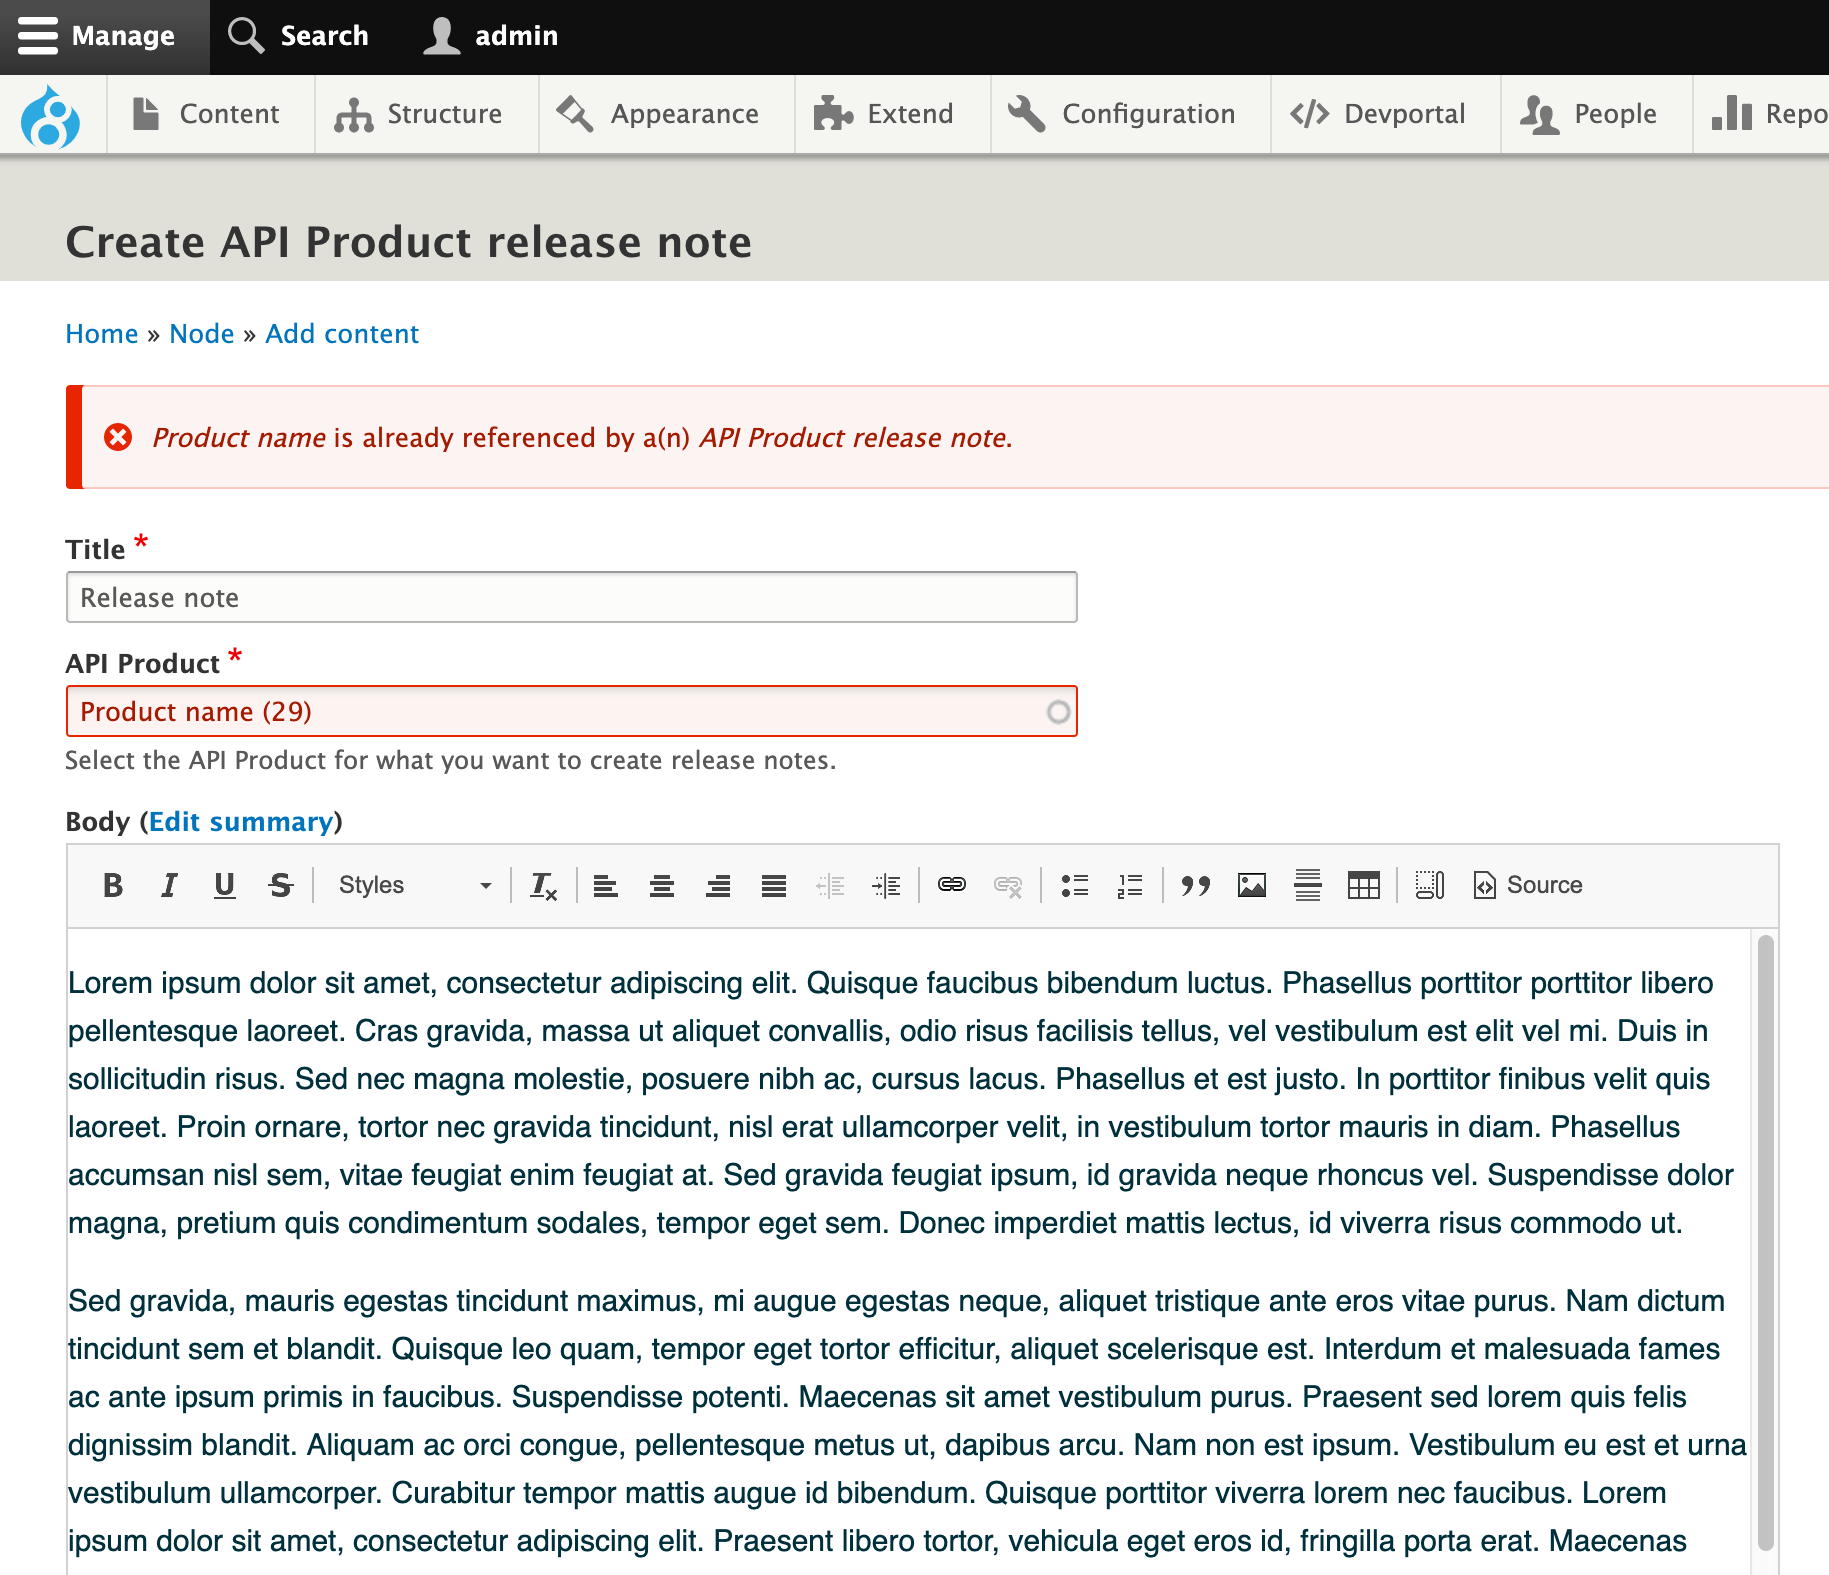 Manage Search admin
Content Structure Appearance Extend Configuration Devportal People Repo
Create API Product release note
Home » Node » Add content
Product name is already referenced by a(n) API Product release note.
Title *
Release note
API Product *
Product name (29)
Select the API Product for what you want to create release notes.
Body (Edit summary)
B I U S Styles Tx Source
Lorem ipsum dolor sit amet, consectetur adipiscing elit. Quisque faucibus bibendum luctus. Phasellus porttitor porttitor libero
pellentesque laoreet. Cras gravida, massa ut aliquet convallis, odio risus facilisis tellus, vel vestibulum est elit vel mi. Duis in
sollicitudin risus. Sed nec magna molestie, posuere nibh ac, cursus lacus. Phasellus et est justo. In porttitor finibus velit quis
laoreet. Proin ornare, tortor nec gravida tincidunt, nisl erat ullamcorper velit, in vestibulum tortor mauris in diam. Phasellus
accumsan nisl sem, vitae feugiat enim feugiat at. Sed gravida feugiat ipsum, id gravida neque rhoncus vel. Suspendisse dolor
magna, pretium quis condimentum sodales, tempor eget sem. Donec imperdiet mattis lectus, id viverra risus commodo ut.
Sed gravida, mauris egestas tincidunt maximus, mi augue egestas neque, aliquet tristique ante eros vitae purus. Nam dictum
tincidunt sem et blandit. Quisque leo quam, tempor eget tortor efficitur, aliquet scelerisque est. Interdum et malesuada fames
ac ante ipsum primis in faucibus. Suspendisse potenti. Maecenas sit amet vestibulum purus. Praesent sed lorem quis felis
dignissim blandit. Aliquam ac orci congue, pellentesque metus ut, dapibus arcu. Nam non est ipsum. Vestibulum eu est et urna
vestibulum ullamcorper. Curabitur tempor mattis augue id bibendum. Quisque porttitor viverra lorem nec faucibus. Lorem
ipsum dolor sit amet, consectetur adipiscing elit. Praesent libero tortor, vehicula eget eros id, fringilla porta erat. Maecenas